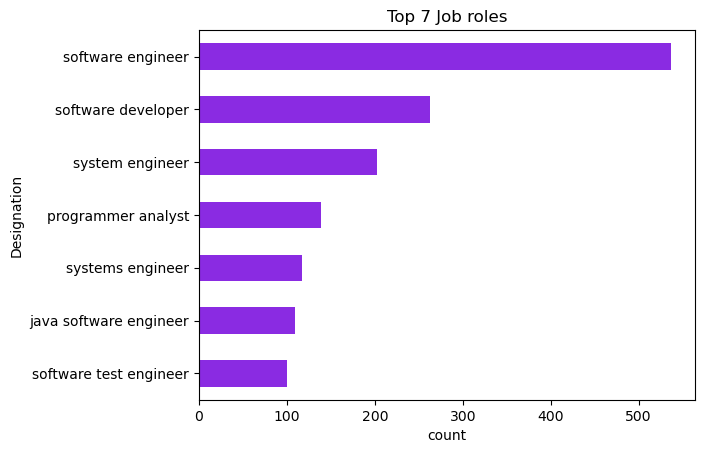 Top 7 Job roles
Designation
software engineer
software developer
system engineer
programmer analyst
systems engineer
java software engineer
software test engineer
0 100 200 300 400 500
count